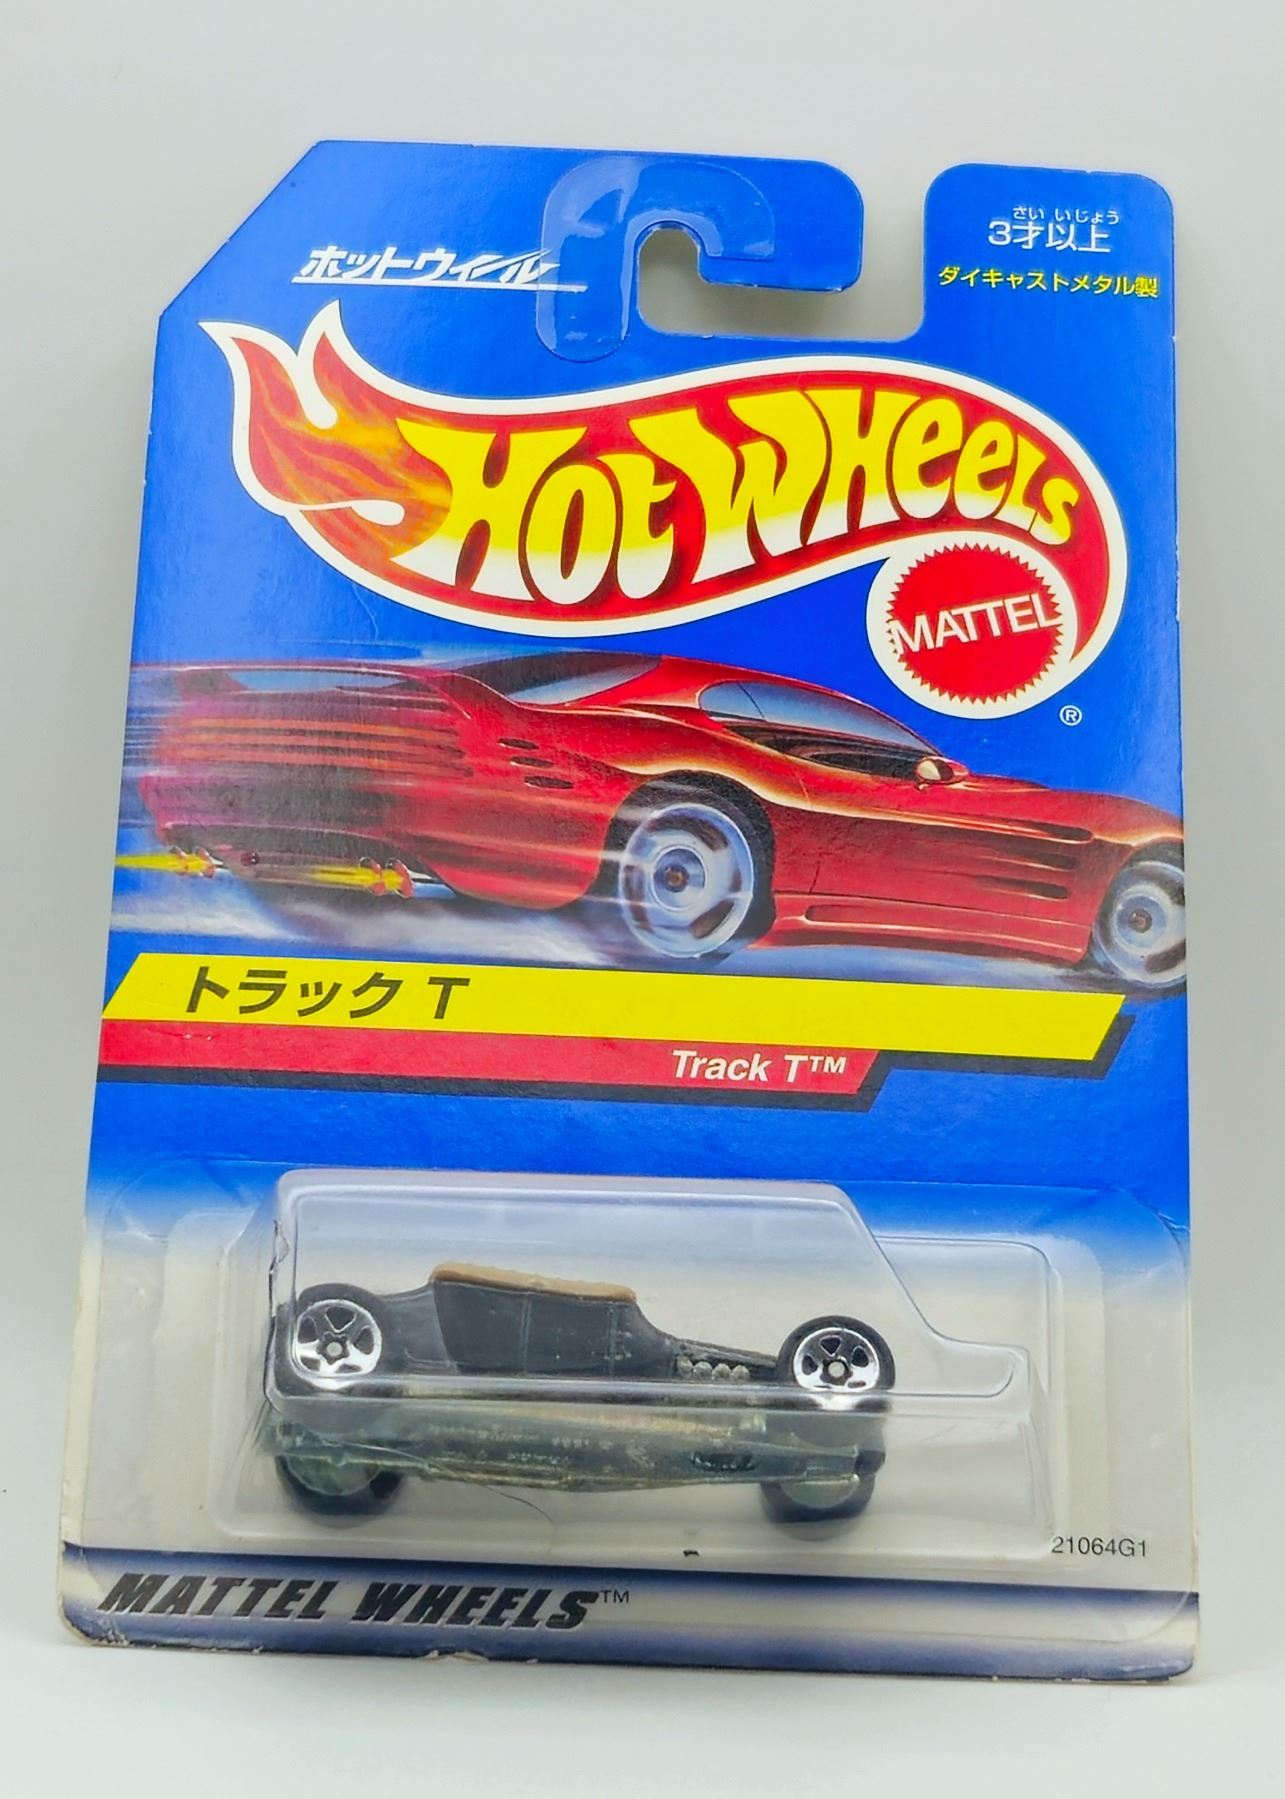 さい いじょう
3才以上
ダイキャストメタル製
ホットウィール
HOT WHEELS
MATTEL
®
トラック T
Track T™
21064G1
MATTEL WHEELS™